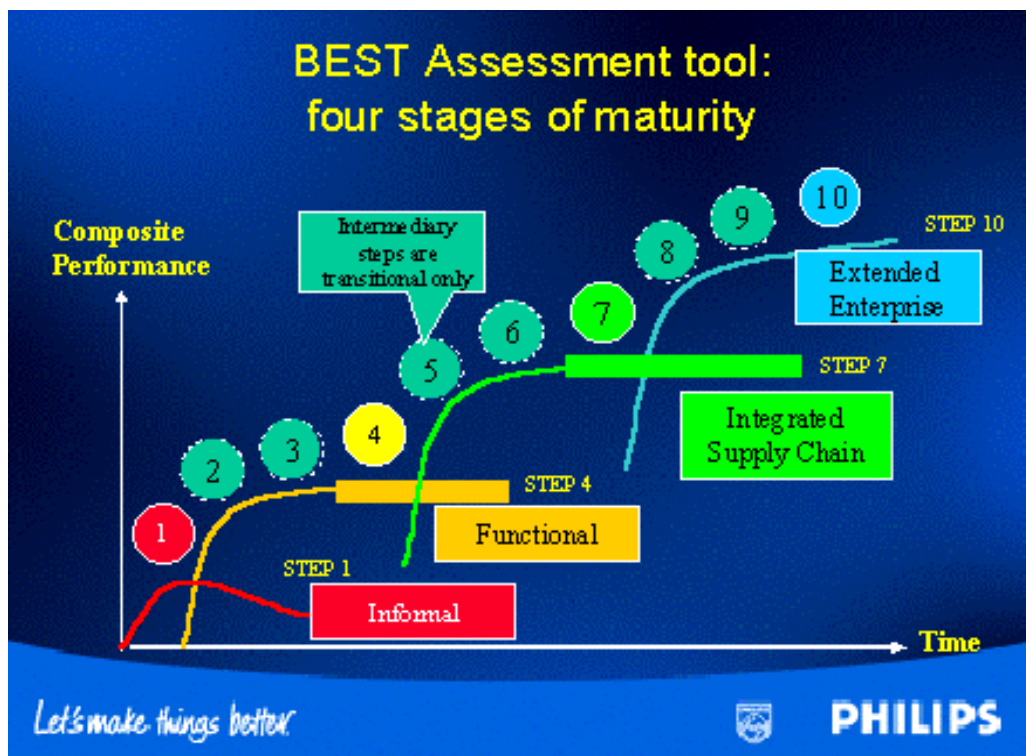 BEST Assessment tool:
four stages of maturity
Composite
Performance
Intermediary
steps are
transitional only
1
2
3
4
5
6
7
8
9
10
STEP 10
Extended
Enterprise
STEP 7
Integrated
Supply Chain
STEP 4
Functional
STEP 1
Informal
Time
Let's make things better.
PHILIPS